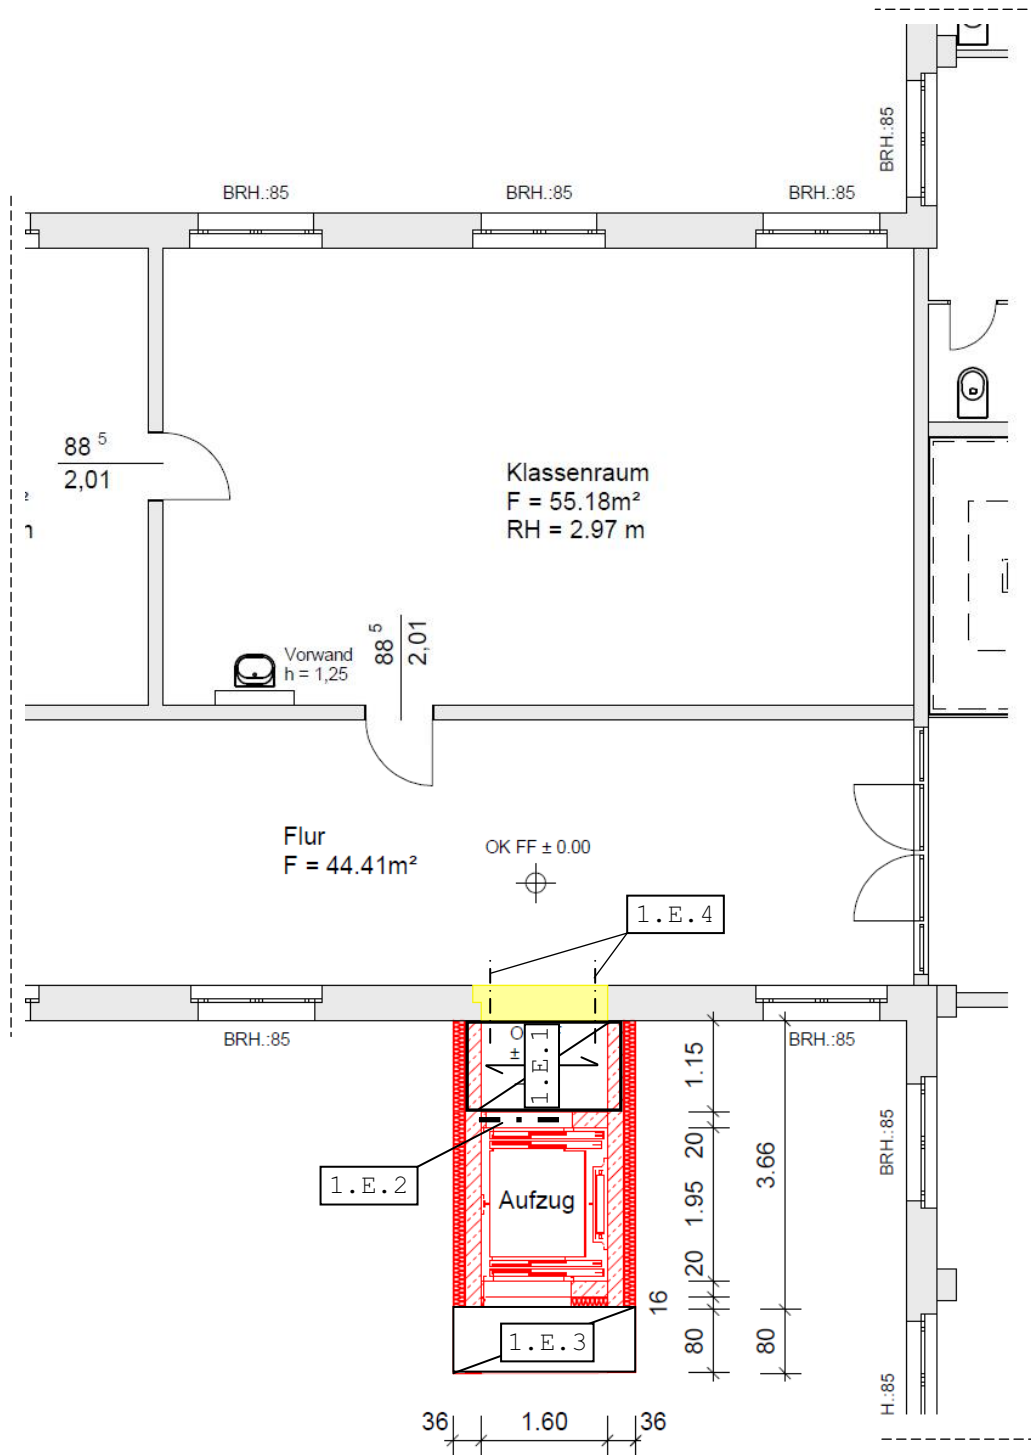 BRH.:85
BRH.:85
BRH.:85
BRH.:85
88 5
2,01
Klassenraum
F = 55.18m²
RH = 2.97 m
Vorwand
h = 1,25
88 5
2,01
Flur
F = 44.41m²
OK FF ± 0.00
1.E.4
BRH.:85
BRH.:85
1.E.1
±
1.15
20
1.95
20
16
80
3.66
80
BRH.:85
1.E.2
Aufzug
1.E.3
H.:85
36
1.60
36